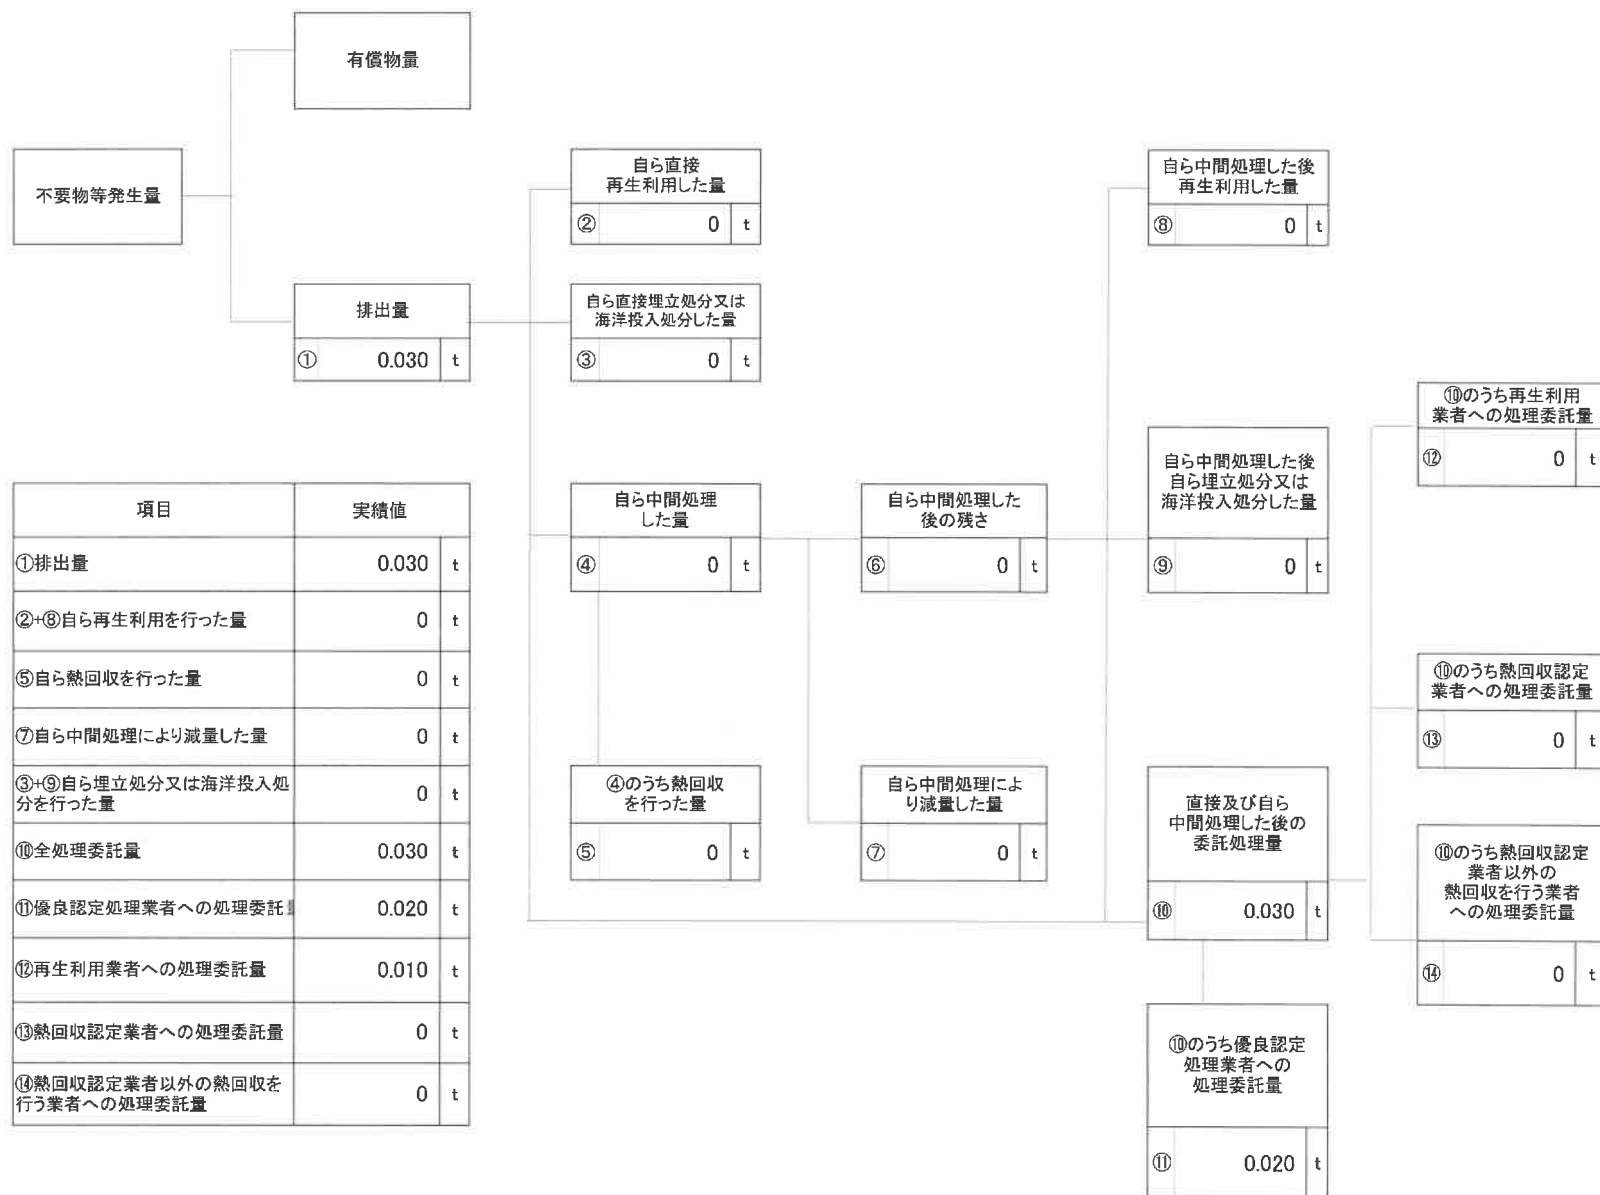 有償物量
不要物等発生量
排出量
① 0.030 t
自ら直接
再生利用した量
② 0 t
自ら直接埋立処分又は
海洋投入処分した量
③ 0 t
自ら中間処理
した量
④ 0 t
④のうち熱回収
を行った量
⑤ 0 t
自ら中間処理した
後の残さ
⑥ 0 t
自ら中間処理によ
り減量した量
⑦ 0 t
自ら中間処理した後
再生利用した量
⑧ 0 t
自ら中間処理した後
自ら埋立処分又は
海洋投入処分した量
⑨ 0 t
直接及び自ら
中間処理した後の
委託処理量
⑩ 0.030 t
⑩のうち優良認定
処理業者への
処理委託量
⑪ 0.020 t
⑩のうち再生利用
業者への処理委託量
⑫ 0 t
⑩のうち熱回収認定
業者への処理委託量
⑬ 0 t
⑩のうち熱回収認定
業者以外の
熱回収を行う業者
への処理委託量
⑭ 0 t
項目 実績値
①排出量 0.030 t
②+⑧自ら再生利用を行った量 0 t
⑤自ら熱回収を行った量 0 t
⑦自ら中間処理により減量した量 0 t
③+⑨自ら埋立処分又は海洋投入処
分を行った量 0 t
⑩全処理委託量 0.030 t
⑪優良認定処理業者への処理委託 0.020 t
⑫再生利用業者への処理委託量 0.010 t
⑬熱回収認定業者への処理委託量 0 t
⑭熱回収認定業者以外の熱回収を
行う業者への処理委託量 0 t